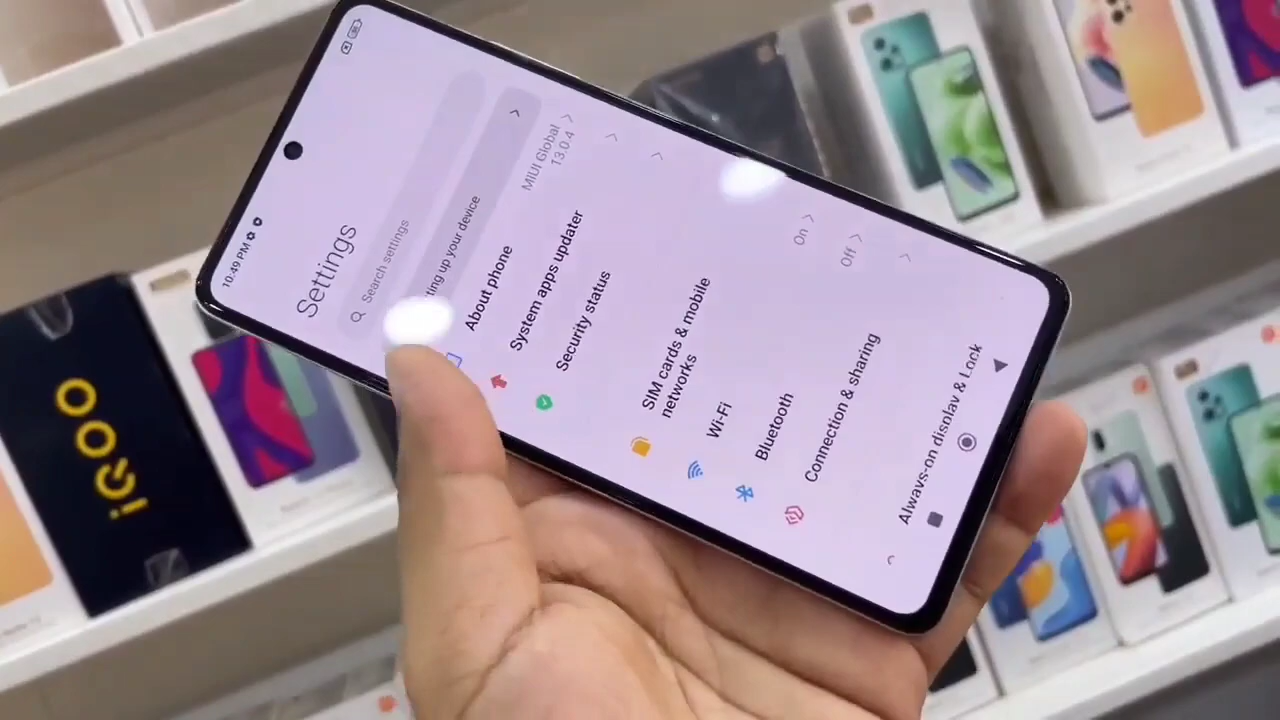 10:49 PM
Settings
Search settings
ting up your device
About phone
MIUI Global
13.0.4
System apps updater
Security status
SIM cards & mobile
networks
Wi-Fi
On
Bluetooth
Off
Connection & sharing
Always-on display & Lock
iQOO